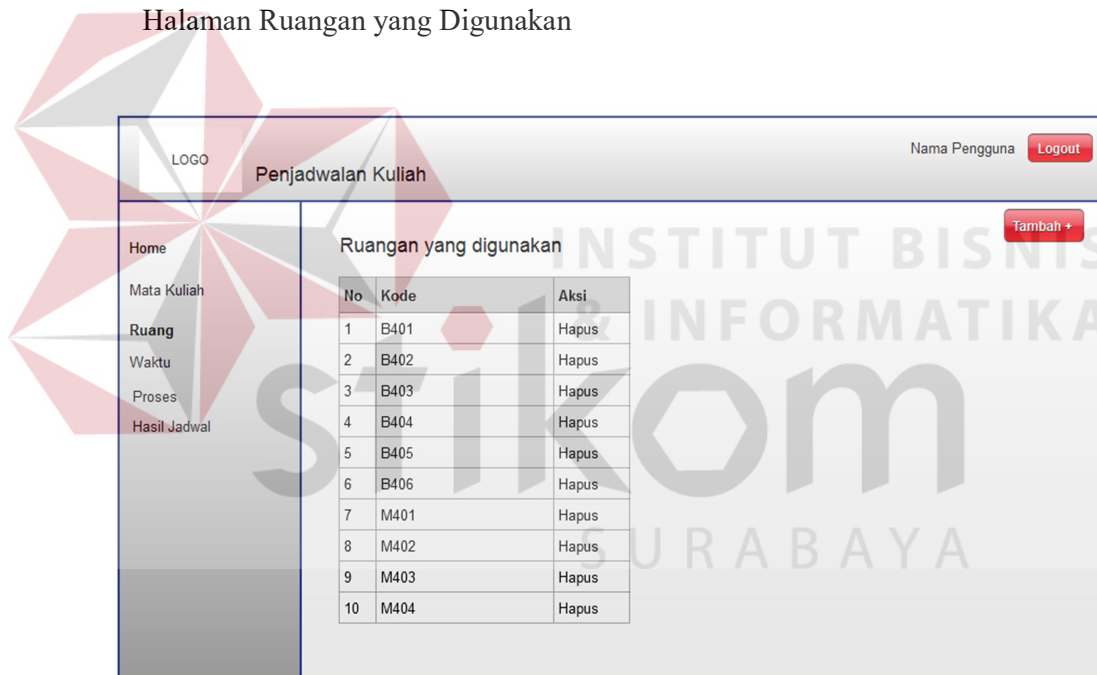 Halaman Ruangan yang Digunakan
LOGO
Penjadwalan Kuliah
Nama Pengguna Logout
Home
Mata Kuliah
Ruang
Waktu
Proses
Hasil Jadwal
Ruangan yang digunakan
Tambah +
No Kode Aksi
1 B401 Hapus
2 B402 Hapus
3 B403 Hapus
4 B404 Hapus
5 B405 Hapus
6 B406 Hapus
7 M401 Hapus
8 M402 Hapus
9 M403 Hapus
10 M404 Hapus
INSTITUT BISNIS
& INFORMATIKA
stikom
SURABAYA